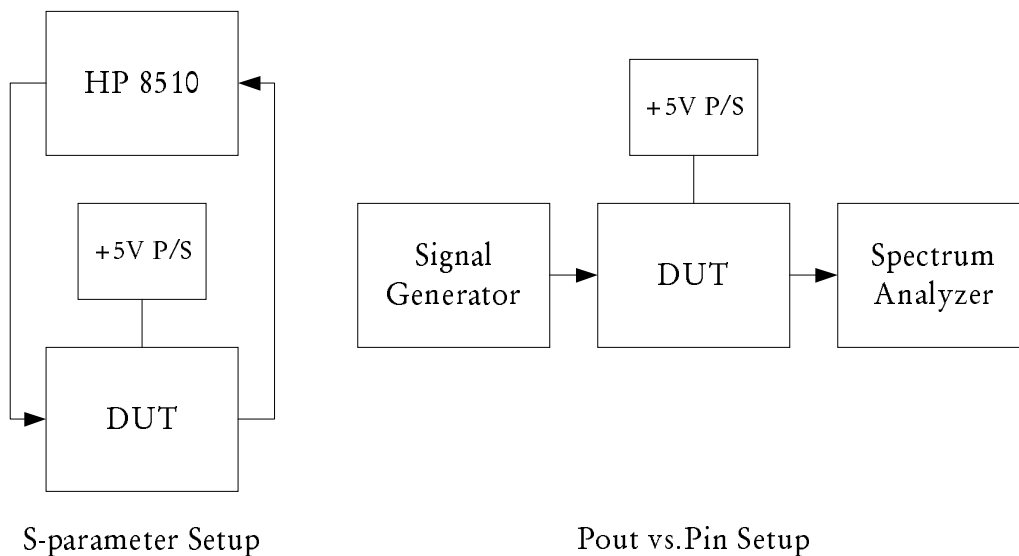 HP 8510
+5V P/S
DUT
S-parameter Setup
+5V P/S
Signal
Generator
DUT
Spectrum
Analyzer
Pout vs.Pin Setup